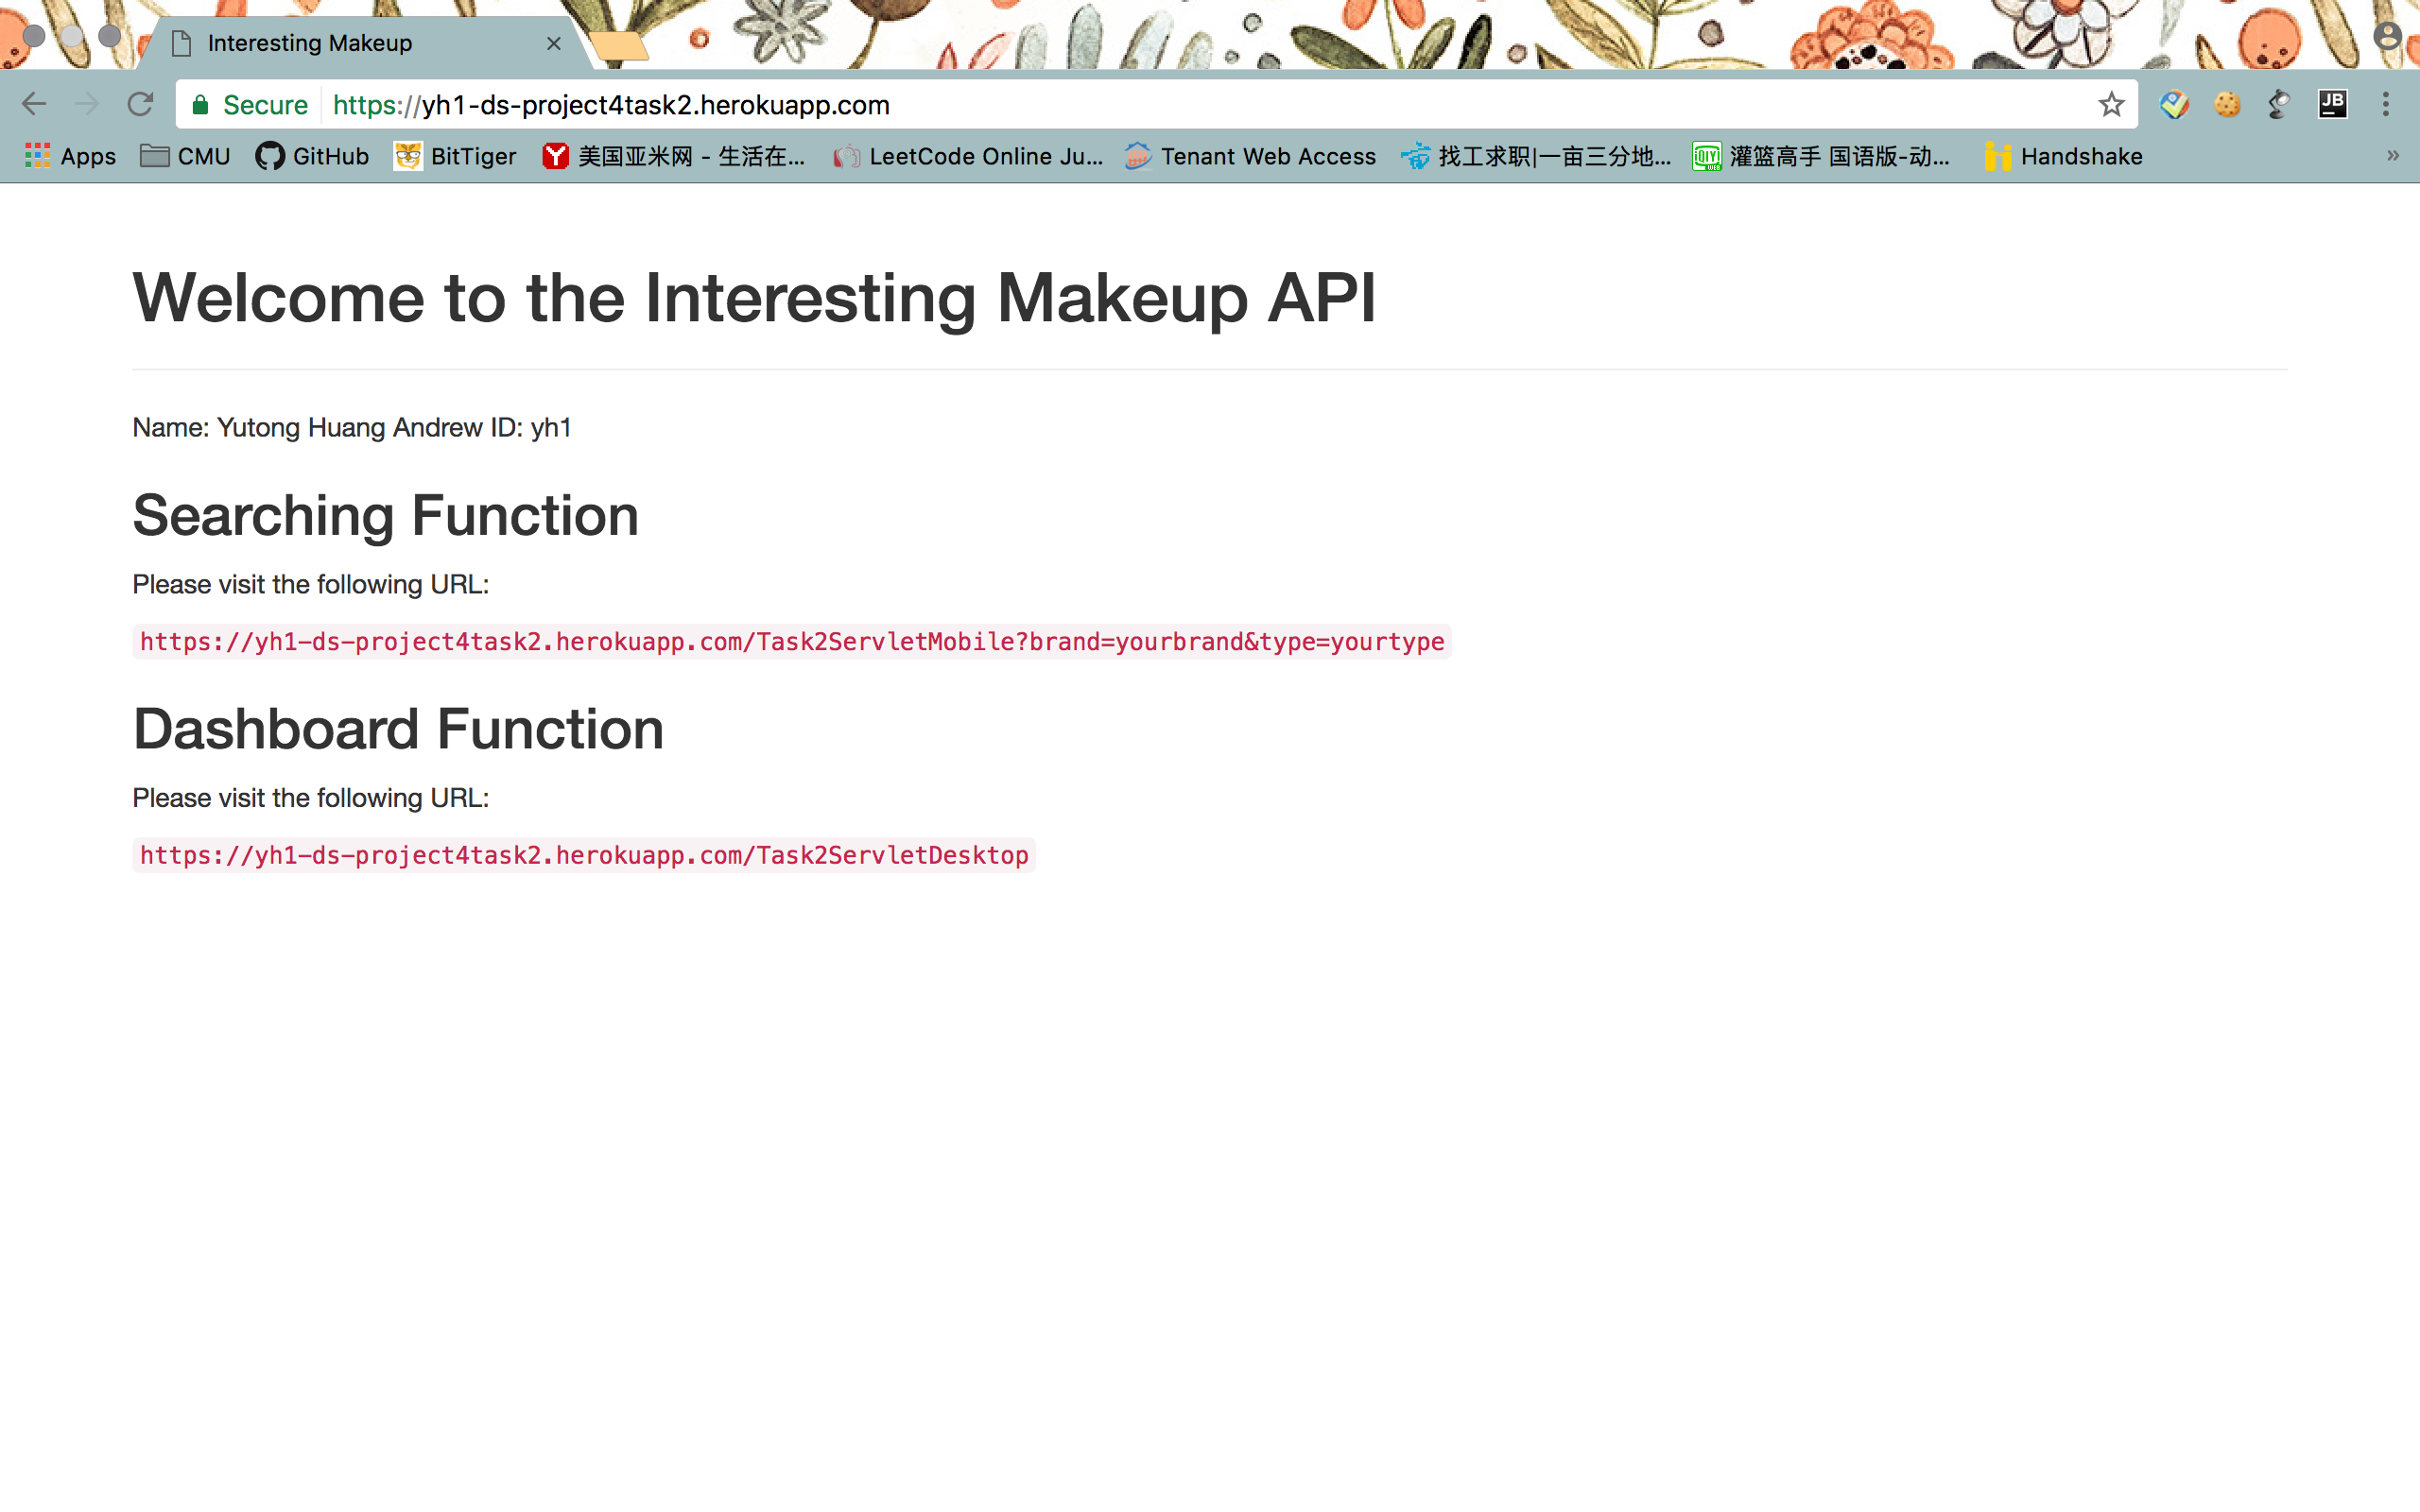 Interesting Makeup
Secure https://yh1-ds-project4task2.herokuapp.com
JB
Apps CMU GitHub BitTiger Y 美国亚米网 - 生活在... LeetCode Online Ju... Tenant Web Access 找工求职|一亩三分地... iQIYI 灌篮高手 国语版-动... Handshake »
Welcome to the Interesting Makeup API
Name: Yutong Huang Andrew ID: yh1
Searching Function
Please visit the following URL:
https://yh1-ds-project4task2.herokuapp.com/Task2ServletMobile?brand=yourbrand&type=yourtype
Dashboard Function
Please visit the following URL:
https://yh1-ds-project4task2.herokuapp.com/Task2ServletDesktop